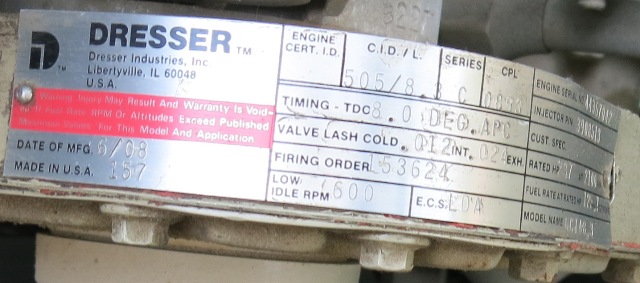 DRESSER TM
Dresser Industries, Inc.
Libertyville, IL 60048
U.S.A.
Warning Injury May Result And Warranty Is Void-
ed If Fuel Rate RPM Or Altitudes Exceed Published
Maximum Values For This Model And Application
DATE OF MFG. 6/08
MADE IN U.S.A. 157
ENGINE CERT. I.D.
C.I.D./L. 505/8.3
SERIES C
CPL
TIMING - TDC 8.0 DEG.
VALVE LASH COLD .012 INT. .024 EXH
FIRING ORDER 153624
LOW IDLE RPM 600
E.C.S. LDA
ENGINE SERIAL NO
INJECTOR P/N
CUST. SPEC.
RATED HP
FUEL RATE AT RATED HP
MODEL NAME